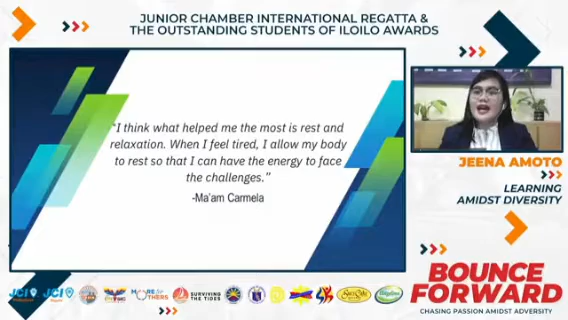 JUNIOR CHAMBER INTERNATIONAL REGATTA &
THE OUTSTANDING STUDENTS OF ILOILO AWARDS
"I think what helped me the most is rest and
relaxation. When I feel tired, I allow my body
to rest so that I can have the energy to face
the challenges."
-Ma'am Carmela
JEENA AMOTO
LEARNING
AMIDST DIVERSITY
BOUNCE
FORWARD
CHASING PASSION AMIDST ADVERSITY
JCI
JCI
SURVIVING
THE TIDES